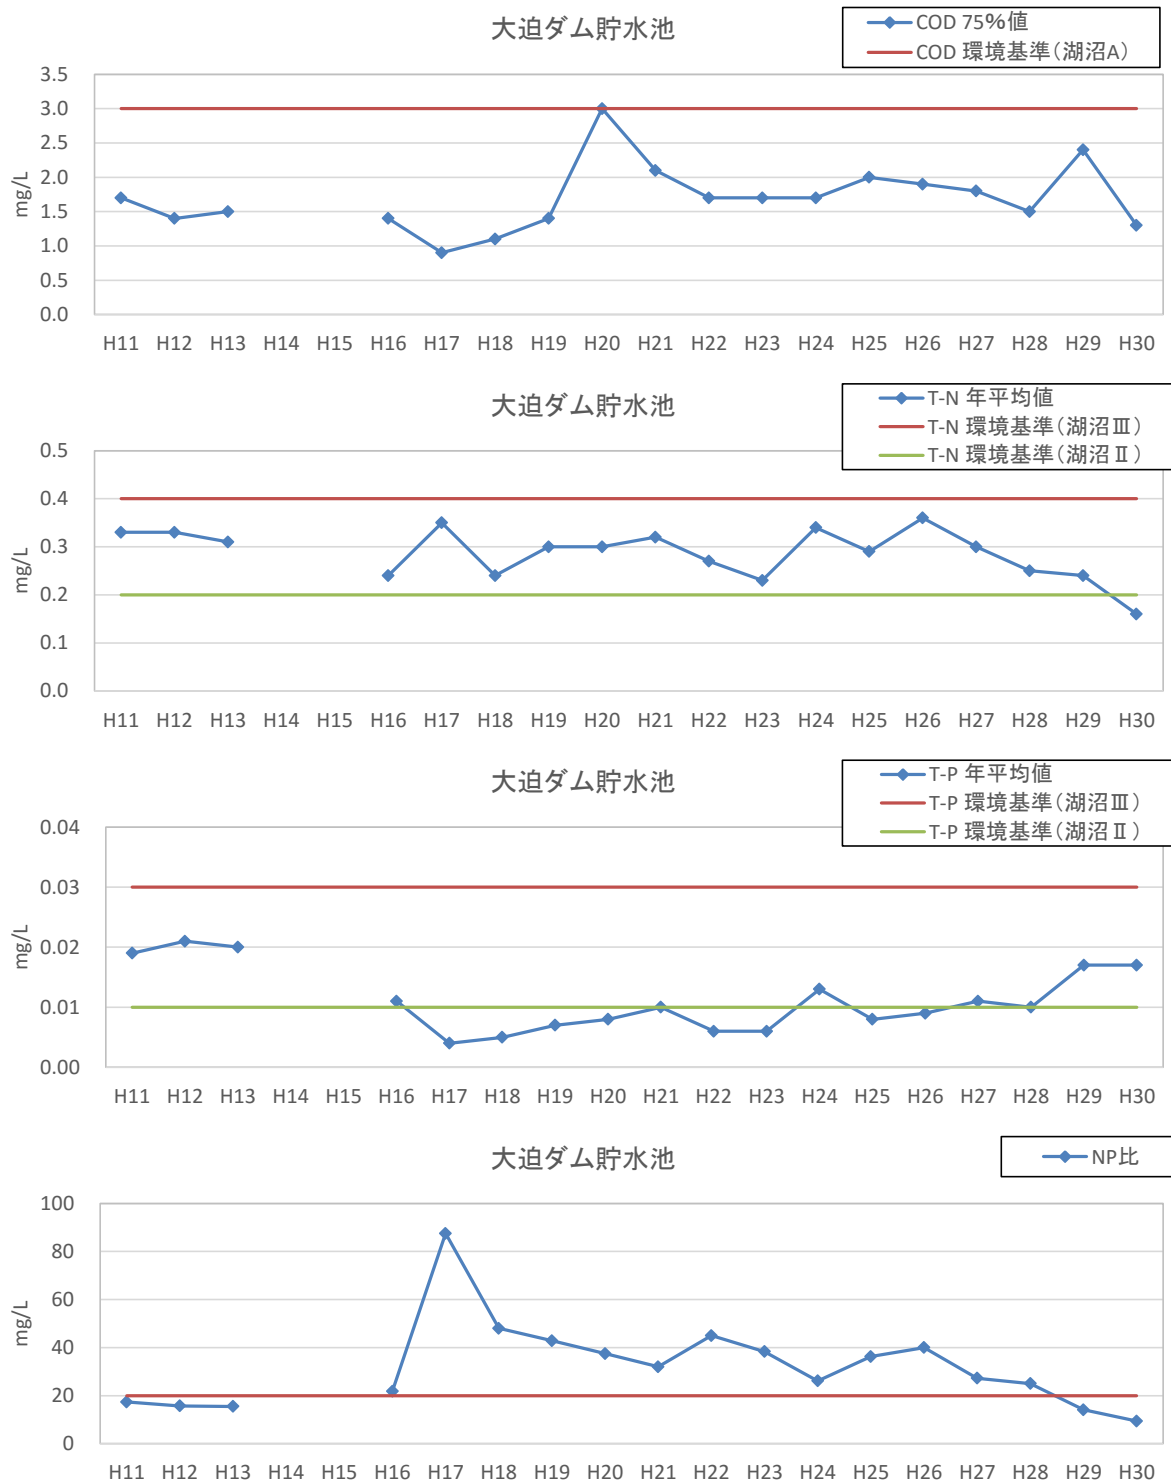 大迫ダム貯水池
COD 75%値
COD 環境基準(湖沼A)
3.5
3.0
2.5
2.0
1.5
1.0
0.5
0.0
mg/L
H11 H12 H13 H14 H15 H16 H17 H18 H19 H20 H21 H22 H23 H24 H25 H26 H27 H28 H29 H30
大迫ダム貯水池
T-N 年平均値
T-N 環境基準(湖沼Ⅲ)
T-N 環境基準(湖沼Ⅱ)
0.5
0.4
0.3
0.2
0.1
0.0
mg/L
H11 H12 H13 H14 H15 H16 H17 H18 H19 H20 H21 H22 H23 H24 H25 H26 H27 H28 H29 H30
大迫ダム貯水池
T-P 年平均値
T-P 環境基準(湖沼Ⅲ)
T-P 環境基準(湖沼Ⅱ)
0.04
0.03
0.02
0.01
0.00
mg/L
H11 H12 H13 H14 H15 H16 H17 H18 H19 H20 H21 H22 H23 H24 H25 H26 H27 H28 H29 H30
大迫ダム貯水池
NP比
100
80
60
40
20
0
mg/L
H11 H12 H13 H14 H15 H16 H17 H18 H19 H20 H21 H22 H23 H24 H25 H26 H27 H28 H29 H30